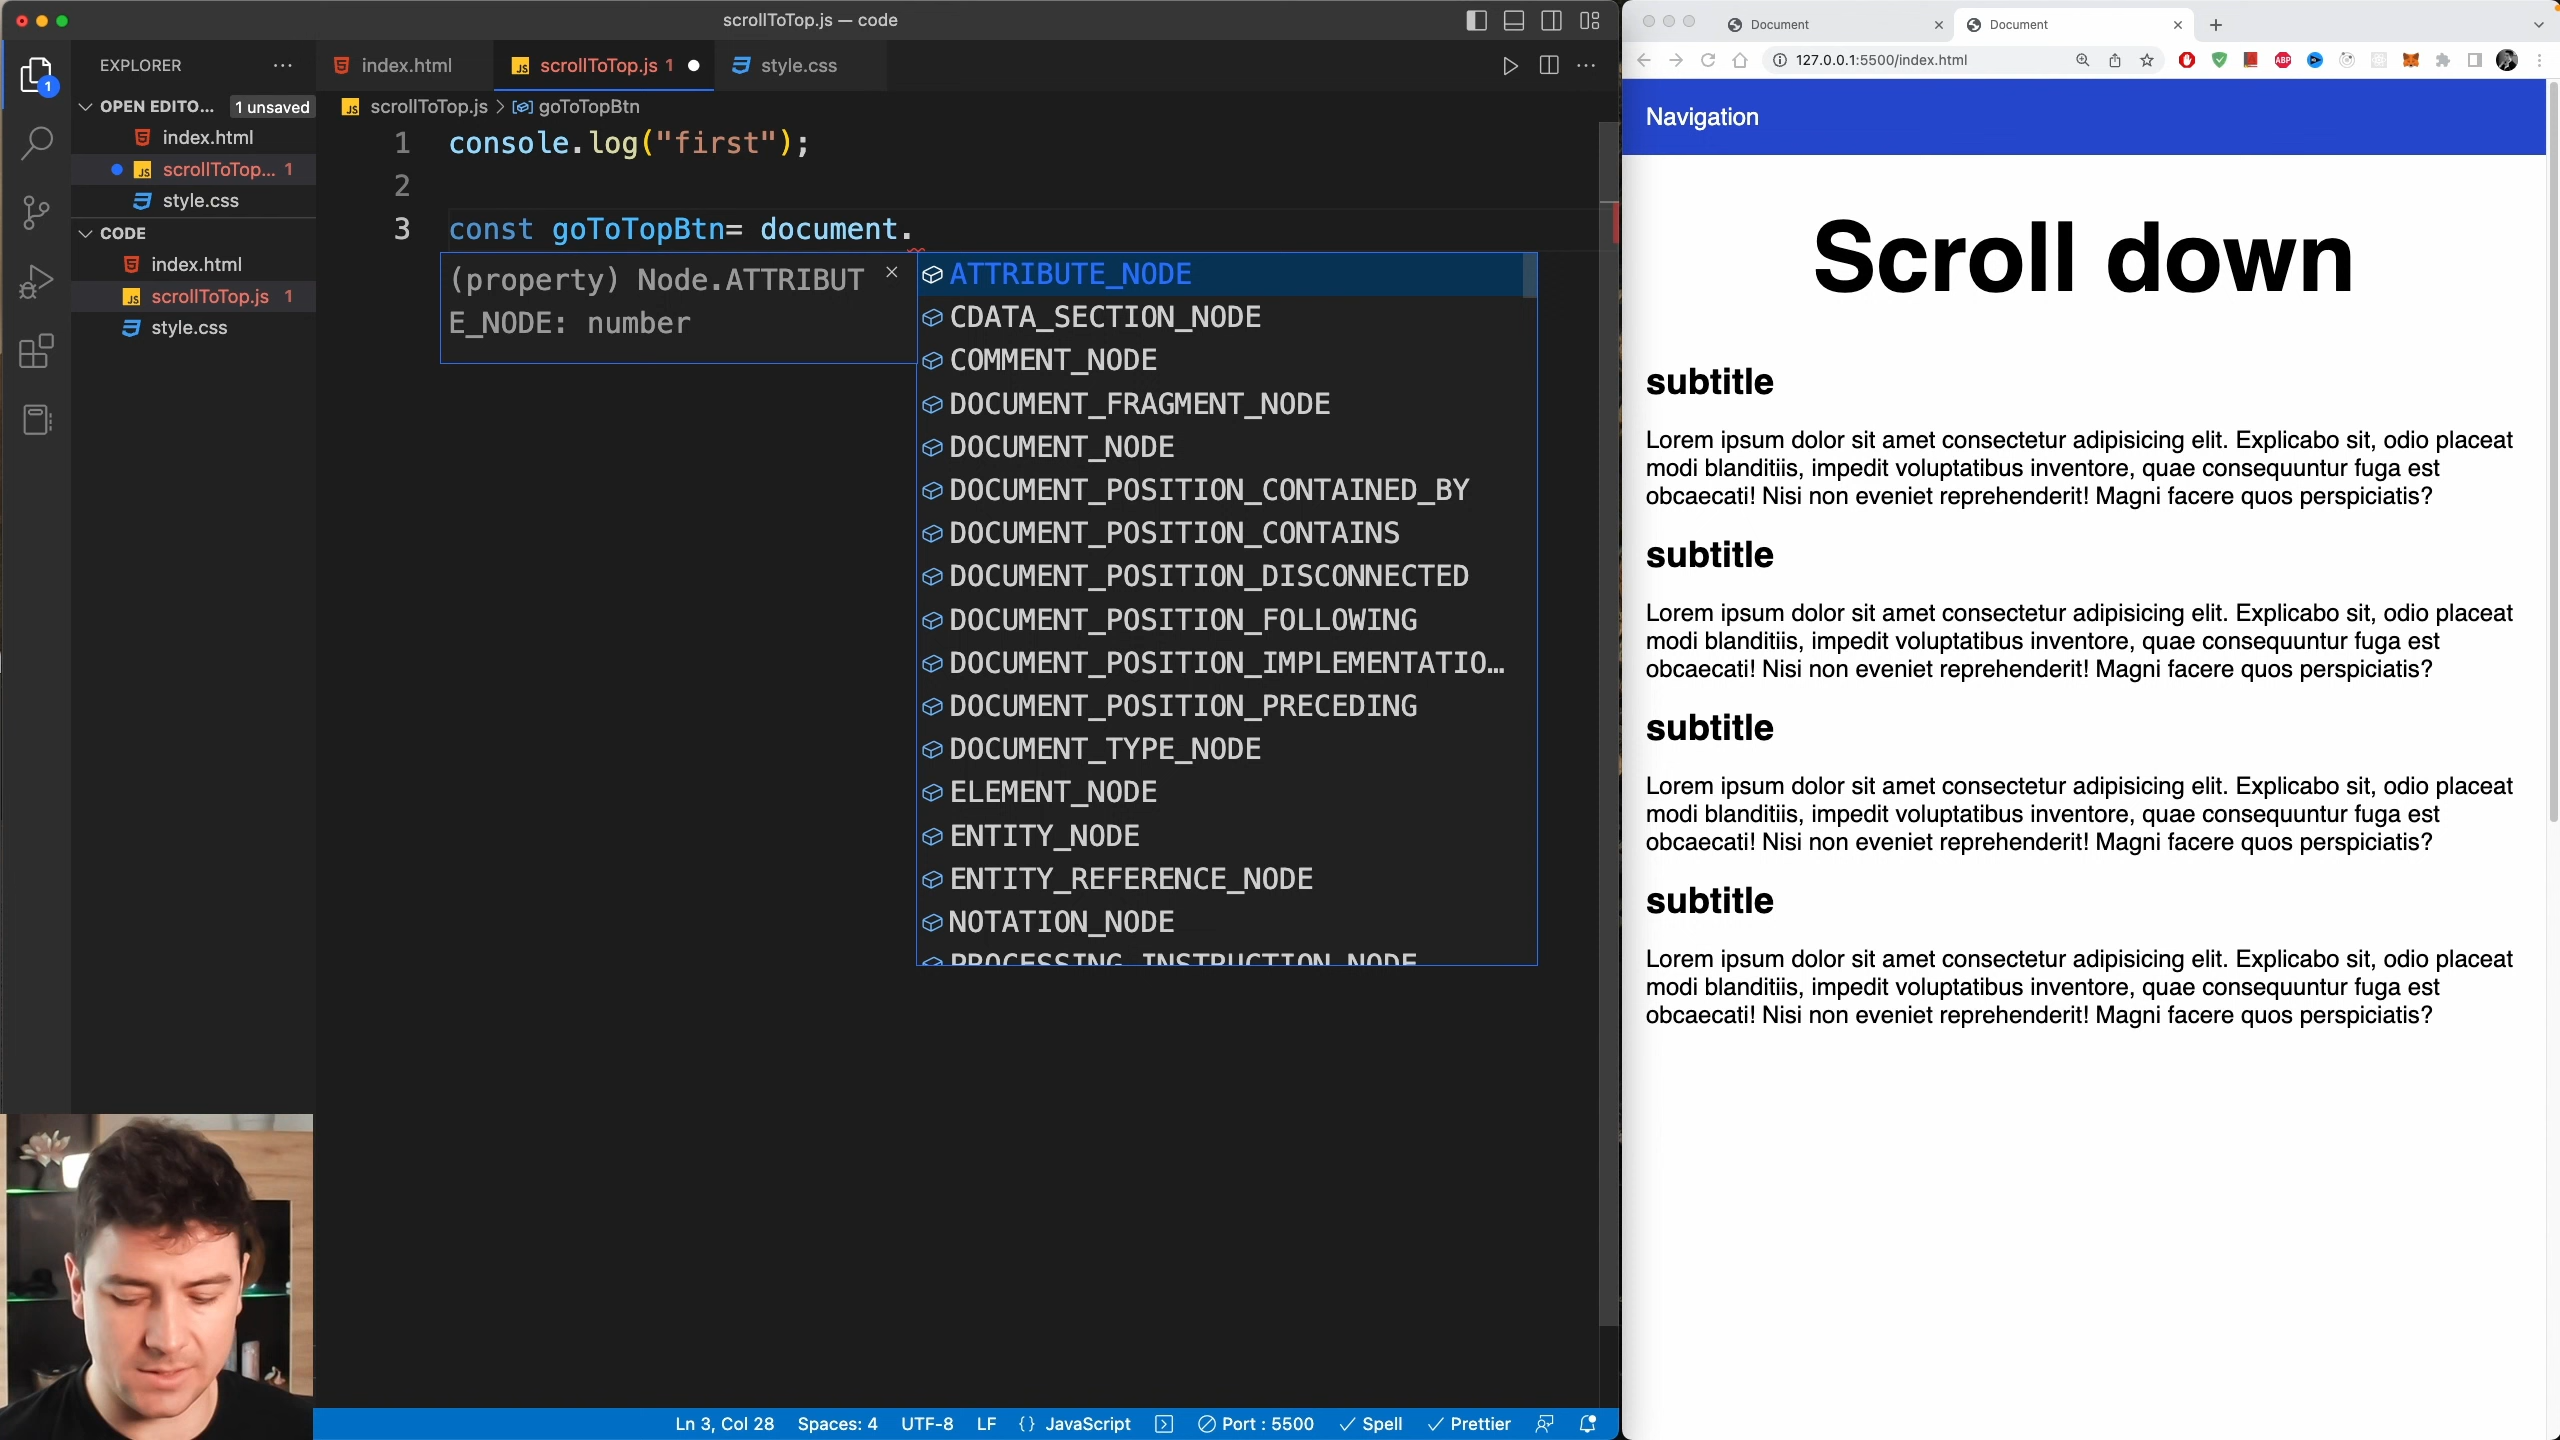 scrollToTop.js — code
EXPLORER
OPEN EDITO... 1 unsaved
index.html
scrollToTop... 1
style.css
CODE
index.html
scrollToTop.js 1
style.css
1
index.html
scrollToTop.js 1
style.css
scrollToTop.js > goToTopBtn
1 console.log("first");
2
3 const goToTopBtn= document.
(property) Node.ATTRIBUT
E_NODE: number
ATTRIBUTE_NODE
CDATA_SECTION_NODE
COMMENT_NODE
DOCUMENT_FRAGMENT_NODE
DOCUMENT_NODE
DOCUMENT_POSITION_CONTAINED_BY
DOCUMENT_POSITION_CONTAINS
DOCUMENT_POSITION_DISCONNECTED
DOCUMENT_POSITION_FOLLOWING
DOCUMENT_POSITION_IMPLEMENTATIO...
DOCUMENT_POSITION_PRECEDING
DOCUMENT_TYPE_NODE
ELEMENT_NODE
ENTITY_NODE
ENTITY_REFERENCE_NODE
NOTATION_NODE
PROCESSING_INSTRUCTION_NODE
Ln 3, Col 28 Spaces: 4 UTF-8 LF {} JavaScript Port : 5500 Spell Prettier
Document
Document
127.0.0.1:5500/index.html
ABP
Navigation
Scroll down
subtitle
Lorem ipsum dolor sit amet consectetur adipisicing elit. Explicabo sit, odio placeat
modi blanditiis, impedit voluptatibus inventore, quae consequuntur fuga est
obcaecati! Nisi non eveniet reprehenderit! Magni facere quos perspiciatis?
subtitle
Lorem ipsum dolor sit amet consectetur adipisicing elit. Explicabo sit, odio placeat
modi blanditiis, impedit voluptatibus inventore, quae consequuntur fuga est
obcaecati! Nisi non eveniet reprehenderit! Magni facere quos perspiciatis?
subtitle
Lorem ipsum dolor sit amet consectetur adipisicing elit. Explicabo sit, odio placeat
modi blanditiis, impedit voluptatibus inventore, quae consequuntur fuga est
obcaecati! Nisi non eveniet reprehenderit! Magni facere quos perspiciatis?
subtitle
Lorem ipsum dolor sit amet consectetur adipisicing elit. Explicabo sit, odio placeat
modi blanditiis, impedit voluptatibus inventore, quae consequuntur fuga est
obcaecati! Nisi non eveniet reprehenderit! Magni facere quos perspiciatis?